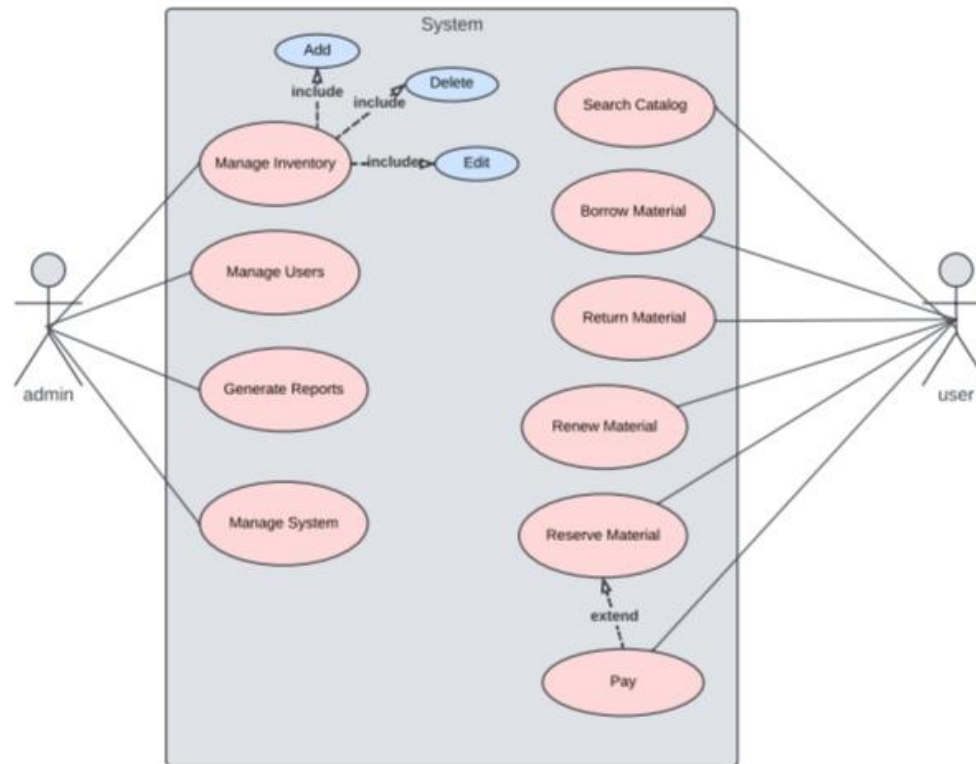 System
Add
include
Delete
include
Search Catalog
Manage Inventory
include
Edit
Borrow Material
Manage Users
Return Material
admin
user
Generate Reports
Renew Material
Manage System
Reserve Material
extend
Pay